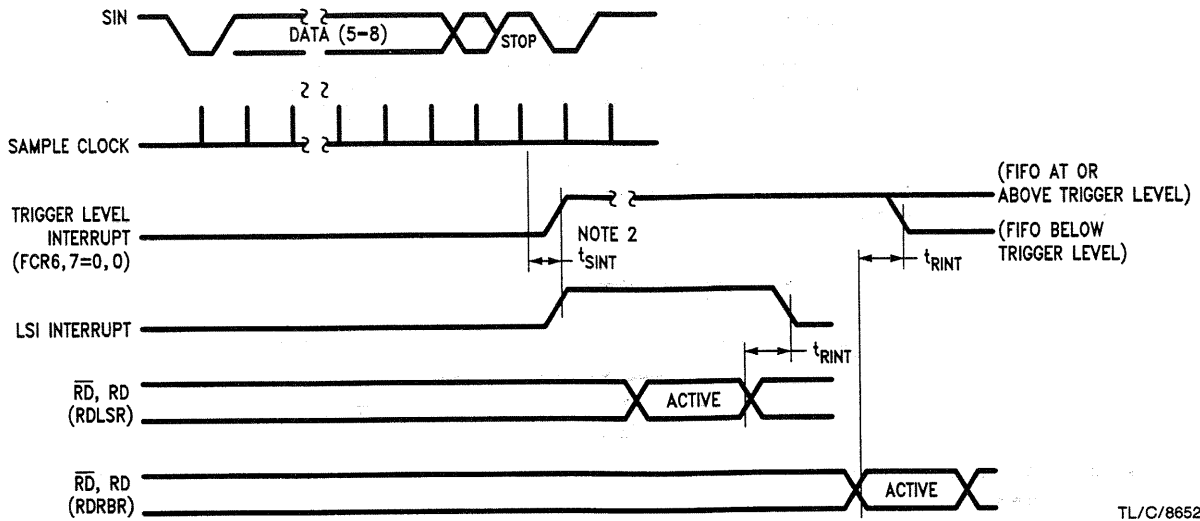 SIN
DATA (5-8)
STOP
SAMPLE CLOCK
TRIGGER LEVEL
INTERRUPT
(FCR6,7=0,0)
(FIFO AT OR
ABOVE TRIGGER LEVEL)
(FIFO BELOW
TRIGGER LEVEL)
NOTE 2
tSINT
tRINT
LSI INTERRUPT
tRINT
RD, RD
(RDLSR)
ACTIVE
RD, RD
(RDRBR)
ACTIVE
TL/C/8652